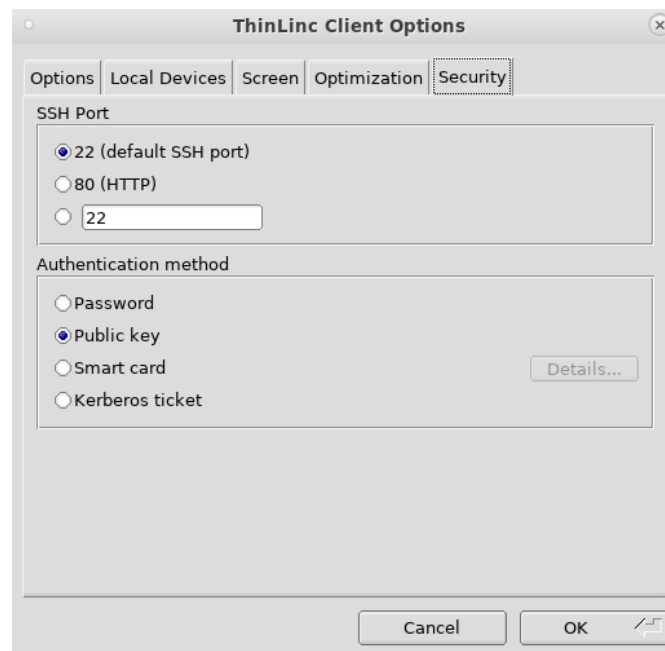 ThinLinc Client Options
Options Local Devices Screen Optimization Security
SSH Port
22 (default SSH port)
80 (HTTP)
22
Authentication method
Password
Public key
Smart card Details...
Kerberos ticket
Cancel OK